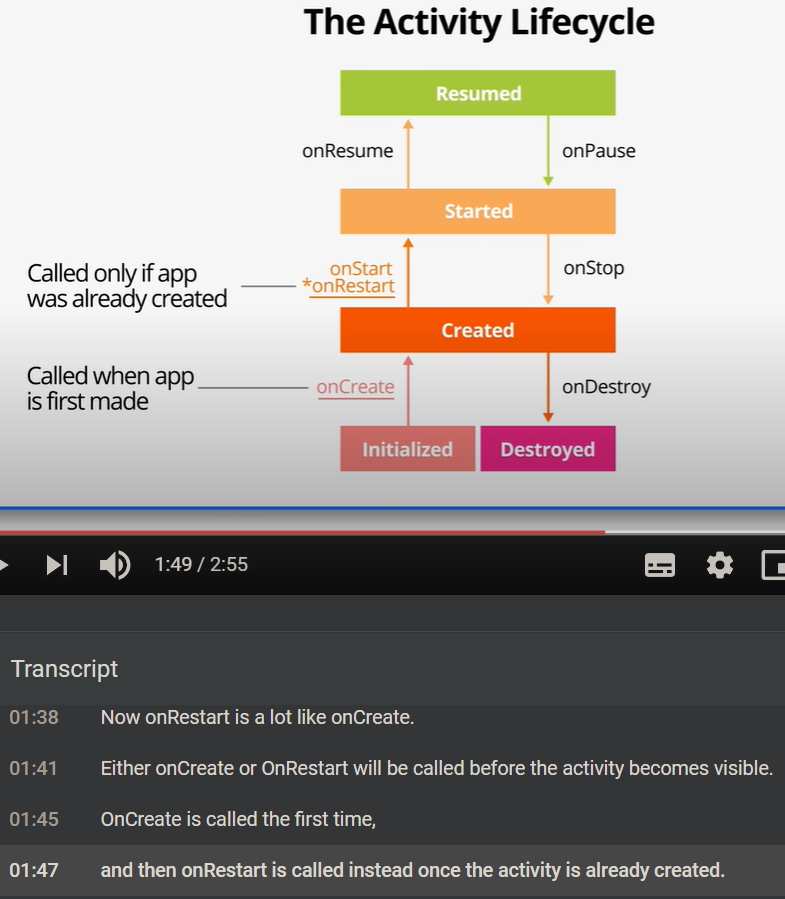 The Activity Lifecycle
Resumed
onResume
onPause
Started
Called only if app
was already created
onStart
*onRestart
onStop
Created
Called when app
is first made
onCreate
onDestroy
Initialized
Destroyed
1:49 / 2:55
Transcript
01:38 Now onRestart is a lot like onCreate.
01:41 Either onCreate or OnRestart will be called before the activity becomes visible.
01:45 OnCreate is called the first time,
01:47 and then onRestart is called instead once the activity is already created.